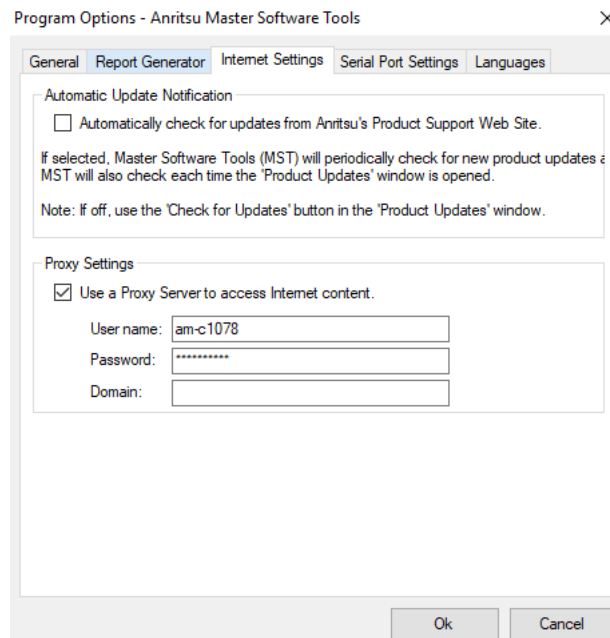 Program Options - Anritsu Master Software Tools
General Report Generator Internet Settings Serial Port Settings Languages
Automatic Update Notification
Automatically check for updates from Anritsu's Product Support Web Site.
If selected, Master Software Tools (MST) will periodically check for new product updates a
MST will also check each time the 'Product Updates' window is opened.
Note: If off, use the 'Check for Updates' button in the 'Product Updates' window.
Proxy Settings
Use a Proxy Server to access Internet content.
User name: am-c1078
Password: **********
Domain:
Ok Cancel